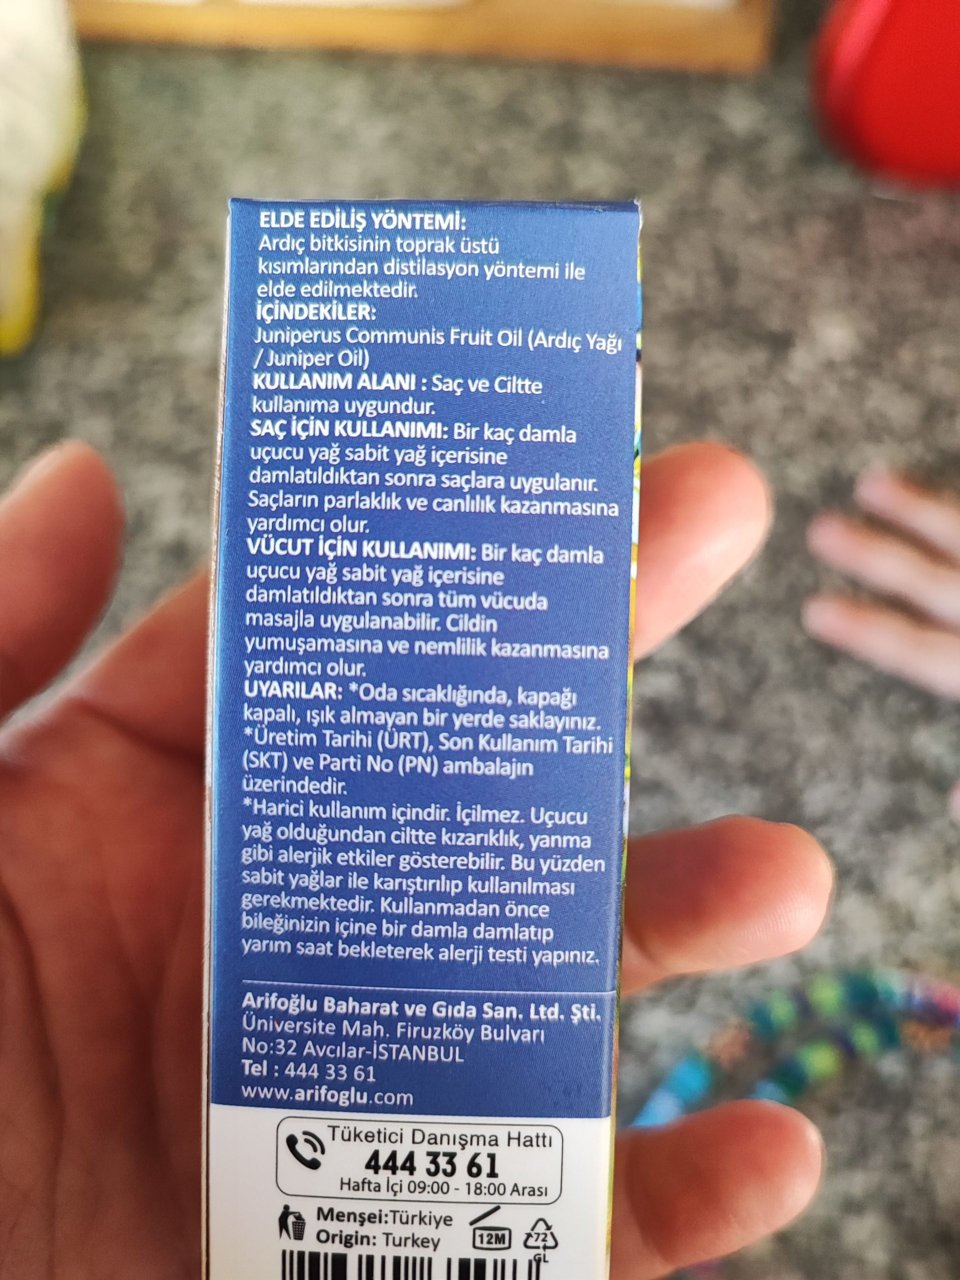 ELDE EDİLİŞ YÖNTEMİ:
Ardıç bitkisinin toprak üstü
kısımlarından distilasyon yöntemi ile
elde edilmektedir.
İÇİNDEKİLER:
Juniperus Communis Fruit Oil (Ardıç Yağı
/ Juniper Oil)
KULLANIM ALANI : Saç ve Ciltte
kullanıma uygundur.
SAÇ İÇİN KULLANIMI: Bir kaç damla
uçucu yağ sabit yağ içerisine
damlatıldıktan sonra saçlara uygulanır.
Saçların parlaklık ve canlılık kazanmasına
yardımcı olur.
VÜCUT İÇİN KULLANIMI: Bir kaç damla
uçucu yağ sabit yağ içerisine
damlatıldıktan sonra tüm vücuda
masajla uygulanabilir. Cildin
yumuşamasına ve nemlilik kazanmasına
yardımcı olur.
UYARILAR: *Oda sıcaklığında, kapağı
kapalı, ışık almayan bir yerde saklayınız.
*Üretim Tarihi (ÜRT), Son Kullanım Tarihi
(SKT) ve Parti No (PN) ambalajın
üzerindedir.
*Harici kullanım içindir. İçilmez. Uçucu
yağ olduğundan ciltte kızarıklık, yanma
gibi alerjik etkiler gösterebilir. Bu yüzden
sabit yağlar ile karıştırılıp kullanılması
gerekmektedir. Kullanmadan önce
bileğinizin içine bir damla damlatıp
yarım saat bekleterek alerji testi yapınız.
Arifoğlu Baharat ve Gıda San. Ltd. Şti.
Üniversite Mah. Firuzköy Bulvarı
No:32 Avcılar-İSTANBUL
Tel : 444 33 61
www.arifoglu.com
Tüketici Danışma Hattı
444 33 61
Hafta İçi 09:00 - 18:00 Arası
Menşei:Türkiye
Origin: Turkey
12M
72
GL